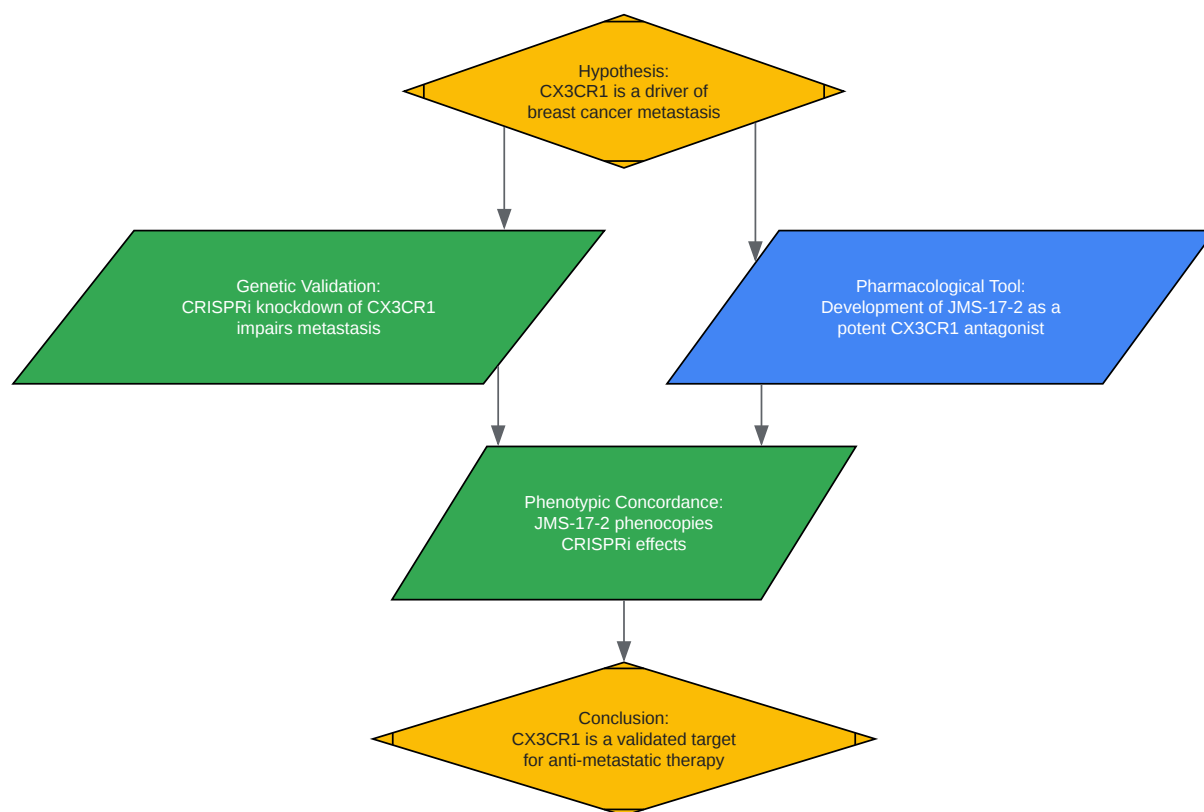 Hypothesis:
CX3CR1 is a driver of
breast cancer metastasis
Genetic Validation:
CRISPRi knockdown of CX3CR1
impairs metastasis
Pharmacological Tool:
Development of JMS-17-2 as a
potent CX3CR1 antagonist
Phenotypic Concordance:
JMS-17-2 phenocopies
CRISPRi effects
Conclusion:
CX3CR1 is a validated target
for anti-metastatic therapy